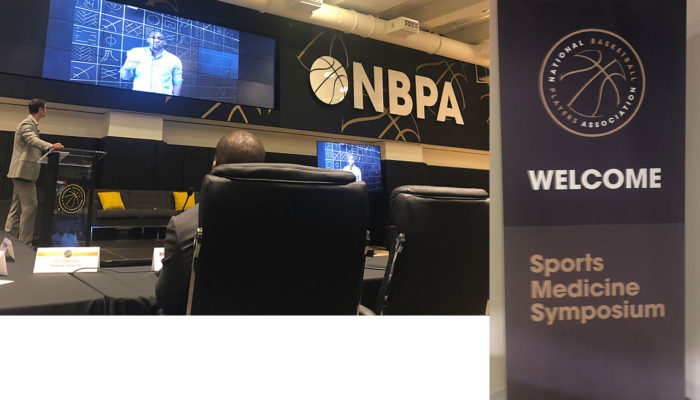 NBPA
NATIONAL BASKETBALL
PLAYERS ASSOCIATION
WELCOME
Sports
Medicine
Symposium